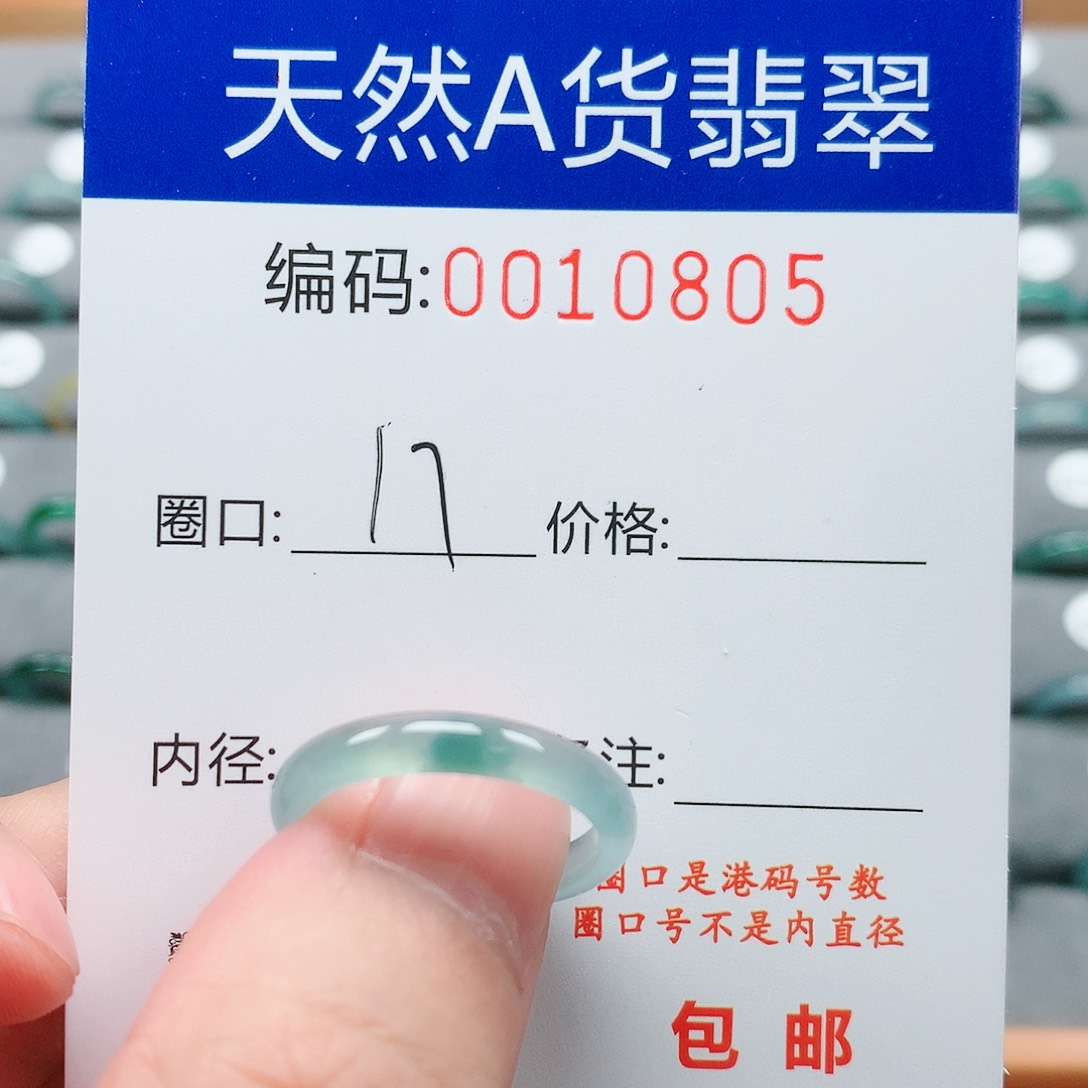 天然A货翡翠
编码:0010805
圈口: 17 价格:
内径: 注:
圈口是港码号数
圈口号不是内直径
包邮